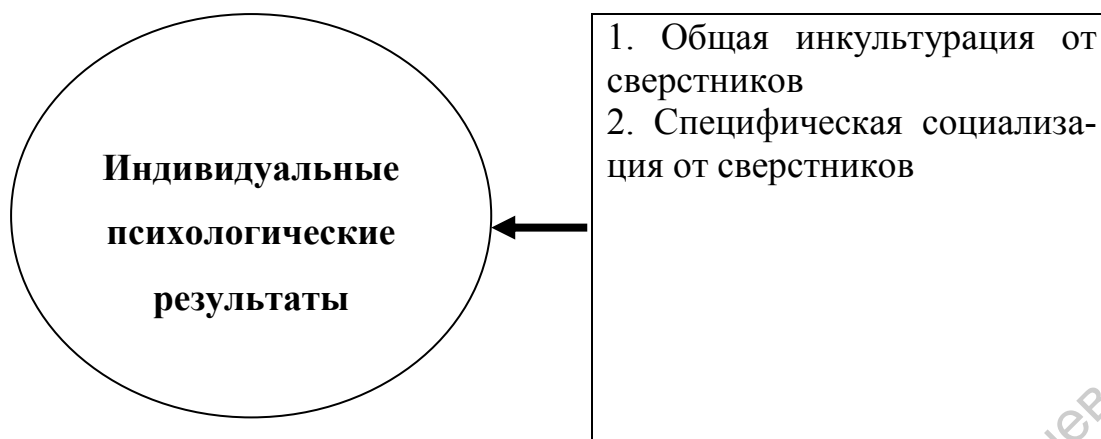 Индивидуальные
психологические
результаты
1. Общая инкультурация от
сверстников
2. Специфическая социализа-
ция от сверстников